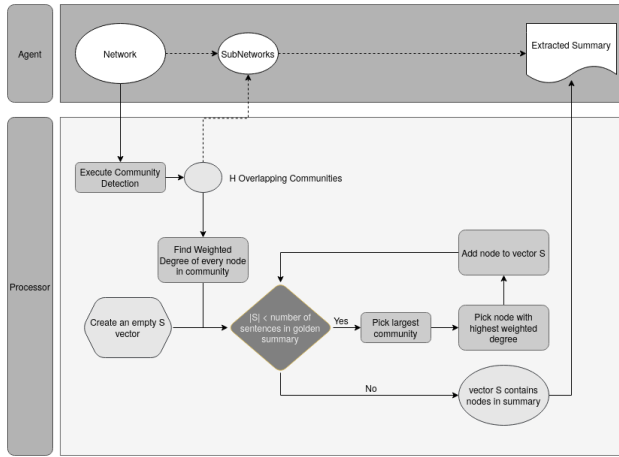 Agent
Network
SubNetworks
Extracted Summary
Processor
Execute Community
Detection
H Overlapping Communities
Find Weighted
Degree of every node
in community
Create an empty S
vector
|S| < number of
sentences in golden
summary
Yes
Pick largest
community
Pick node with
highest weighted
degree
Add node to vector S
No
vector S contains
nodes in summary